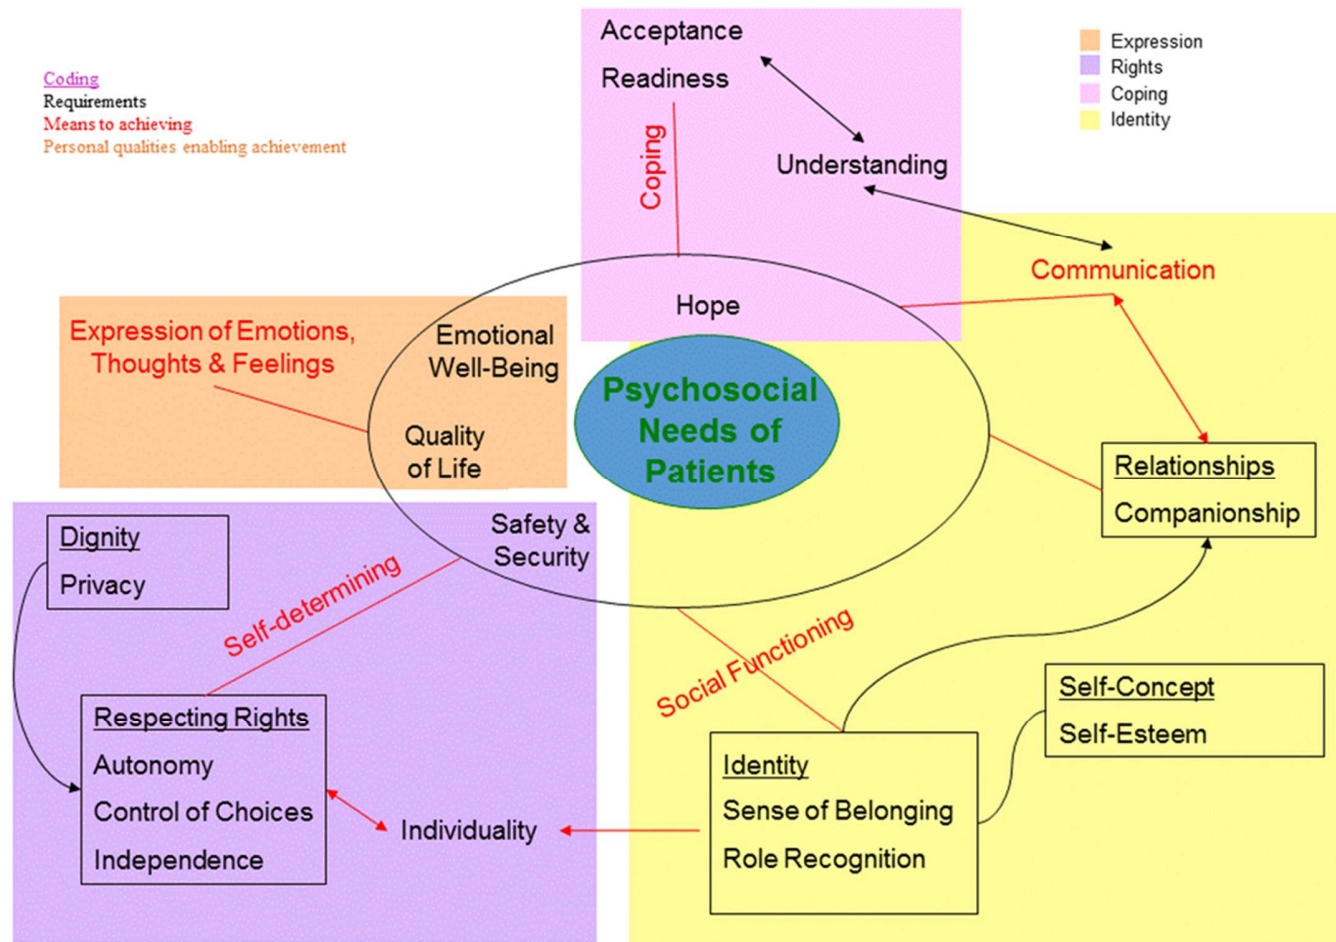 Coding
Requirements
Means to achieving
Personal qualities enabling achievement
Expression
Rights
Coping
Identity
Acceptance
Readiness
Coping
Understanding
Communication
Hope
Expression of Emotions,
Thoughts & Feelings
Emotional
Well-Being
Quality
of Life
Psychosocial
Needs of
Patients
Relationships
Companionship
Safety &
Security
Dignity
Privacy
Self-determining
Social Functioning
Self-Concept
Self-Esteem
Respecting Rights
Autonomy
Control of Choices
Independence
Individuality
Identity
Sense of Belonging
Role Recognition